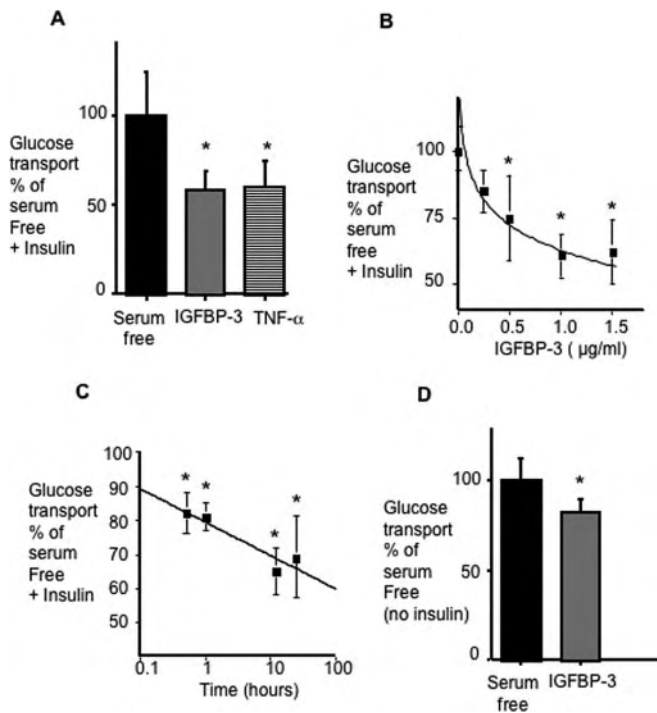 A
Glucose
transport
% of
serum
Free
+ Insulin
100
50
0
*
*
Serum
free
IGFBP-3
TNF-α
B
Glucose
transport
% of
serum
free
+ Insulin
100
75
50
*
*
*
0.0
0.5
1.0
1.5
IGFBP-3 ( µg/ml)
C
Glucose
transport
% of
serum
Free
+ Insulin
90
80
70
60
50
*
*
*
*
0.1
1
10
100
Time (hours)
D
Glucose
transport
% of
serum
Free
(no insulin)
100
50
0
*
Serum
free
IGFBP-3